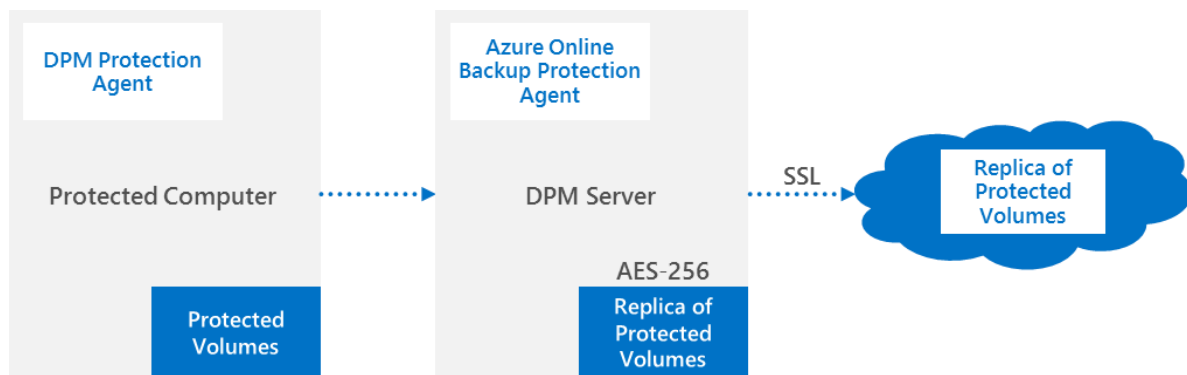 DPM Protection
Agent
Protected Computer
Protected
Volumes
Azure Online
Backup Protection
Agent
DPM Server
AES-256
Replica of
Protected
Volumes
SSL
Replica of
Protected
Volumes